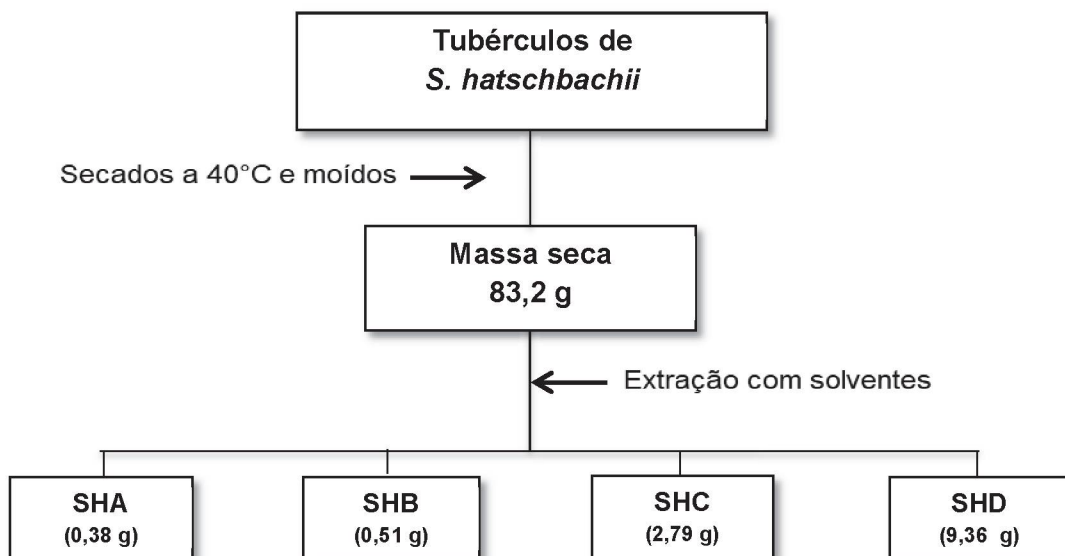 Tubérculos de
S. hatschbachii
Secados a 40°C e moídos
Massa seca
83,2 g
Extração com solventes
SHA
(0,38 g)
SHB
(0,51 g)
SHC
(2,79 g)
SHD
(9,36 g)